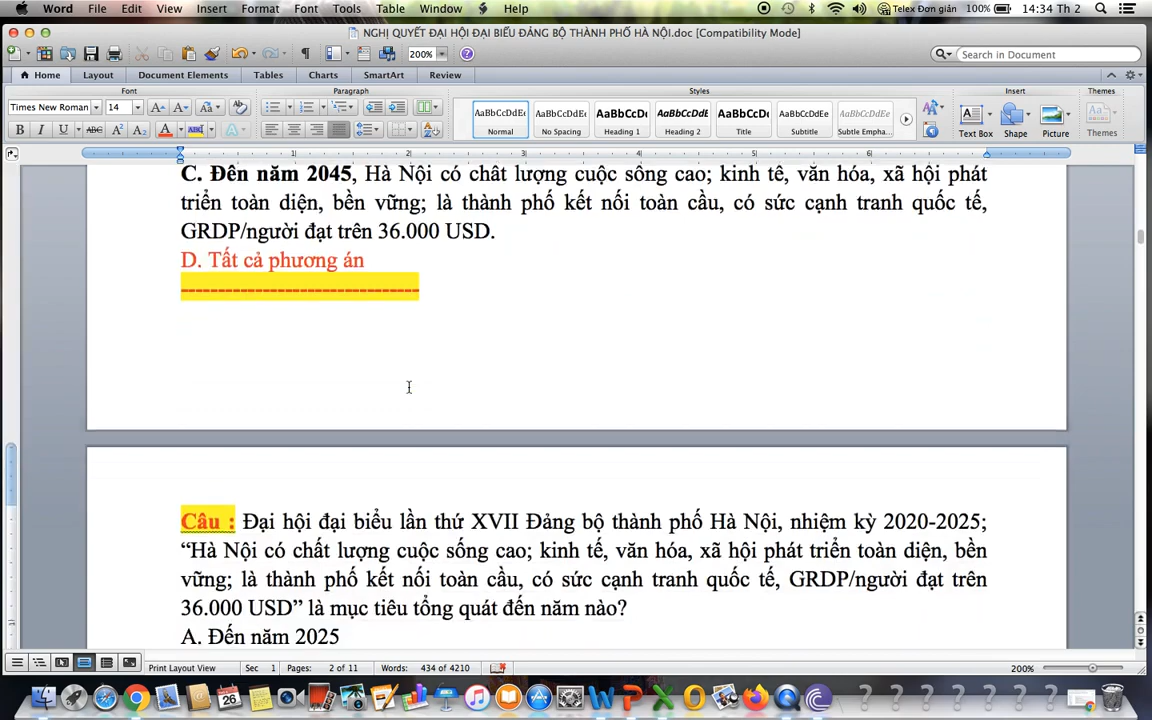 Word File Edit View Insert Format Font Tools Table Window Help Telex Đơn giản 100% 14:34 Th 2
NGHỊ QUYẾT ĐẠI HỘI ĐẠI BIỂU ĐẢNG BỘ THÀNH PHỐ HÀ NỘI.doc [Compatibility Mode]
200% Search in Document
Home Layout Document Elements Tables Charts SmartArt Review
Font Paragraph Styles Insert Themes
Times New Roman 14
AaBbCcDdEe AaBbCcDdEe AaBbCcDc AaBbCcDdEe AaBbCcDc AaBbCcDdEe AaBbCcDdEe
Normal No Spacing Heading 1 Heading 2 Title Subtitle Subtle Empha... Text Box Shape Picture Themes
C. Đến năm 2045, Hà Nội có chất lượng cuộc sống cao; kinh tế, văn hóa, xã hội phát
triển toàn diện, bền vững; là thành phố kết nối toàn cầu, có sức cạnh tranh quốc tế,
GRDP/người đạt trên 36.000 USD.
D. Tất cả phương án
--------------------------------
Câu : Đại hội đại biểu lần thứ XVII Đảng bộ thành phố Hà Nội, nhiệm kỳ 2020-2025;
“Hà Nội có chất lượng cuộc sống cao; kinh tế, văn hóa, xã hội phát triển toàn diện, bền
vững; là thành phố kết nối toàn cầu, có sức cạnh tranh quốc tế, GRDP/người đạt trên
36.000 USD” là mục tiêu tổng quát đến năm nào?
A. Đến năm 2025
Print Layout View Sec 1 Pages: 2 of 11 Words: 434 of 4210 200%